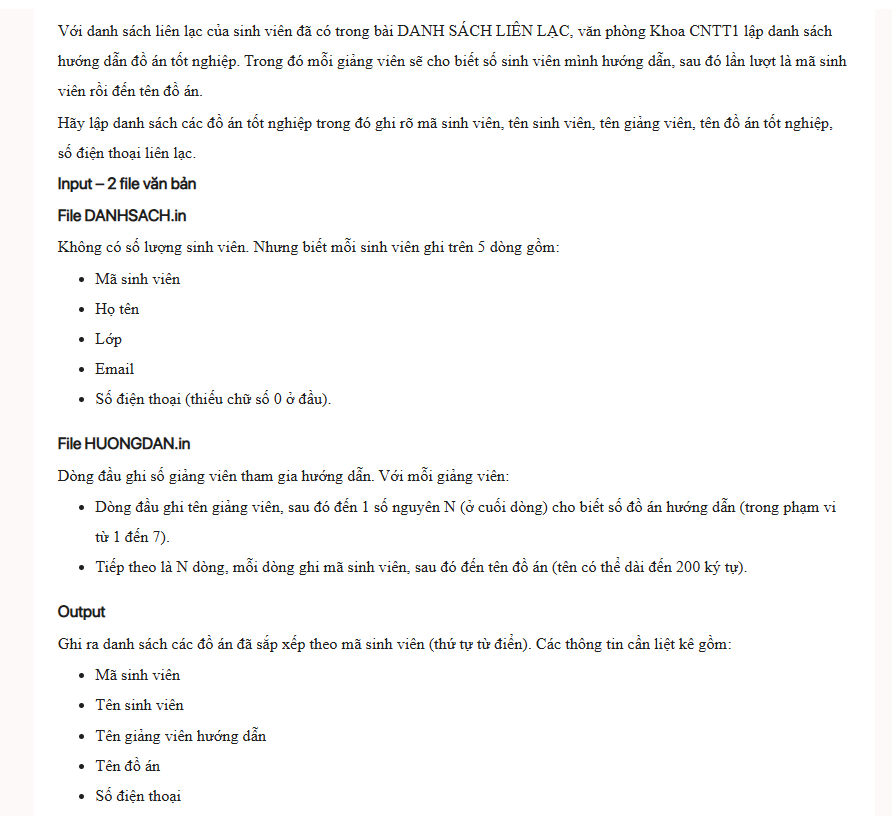 Với danh sách liên lạc của sinh viên đã có trong bài DANH SÁCH LIÊN LẠC, văn phòng Khoa CNTT1 lập danh sách
hướng dẫn đồ án tốt nghiệp. Trong đó mỗi giảng viên sẽ cho biết số sinh viên mình hướng dẫn, sau đó lần lượt là mã sinh
viên rồi đến tên đồ án.
Hãy lập danh sách các đồ án tốt nghiệp trong đó ghi rõ mã sinh viên, tên sinh viên, tên giảng viên, tên đồ án tốt nghiệp,
số điện thoại liên lạc.
Input – 2 file văn bản
File DANHSACH.in
Không có số lượng sinh viên. Nhưng biết mỗi sinh viên ghi trên 5 dòng gồm:
• Mã sinh viên
• Họ tên
• Lớp
• Email
• Số điện thoại (thiếu chữ số 0 ở đầu).
File HUONGDAN.in
Dòng đầu ghi số giảng viên tham gia hướng dẫn. Với mỗi giảng viên:
• Dòng đầu ghi tên giảng viên, sau đó đến 1 số nguyên N (ở cuối dòng) cho biết số đồ án hướng dẫn (trong phạm vi
từ 1 đến 7).
• Tiếp theo là N dòng, mỗi dòng ghi mã sinh viên, sau đó đến tên đồ án (tên có thể dài đến 200 ký tự).
Output
Ghi ra danh sách các đồ án đã sắp xếp theo mã sinh viên (thứ tự từ điển). Các thông tin cần liệt kê gồm:
• Mã sinh viên
• Tên sinh viên
• Tên giảng viên hướng dẫn
• Tên đồ án
• Số điện thoại